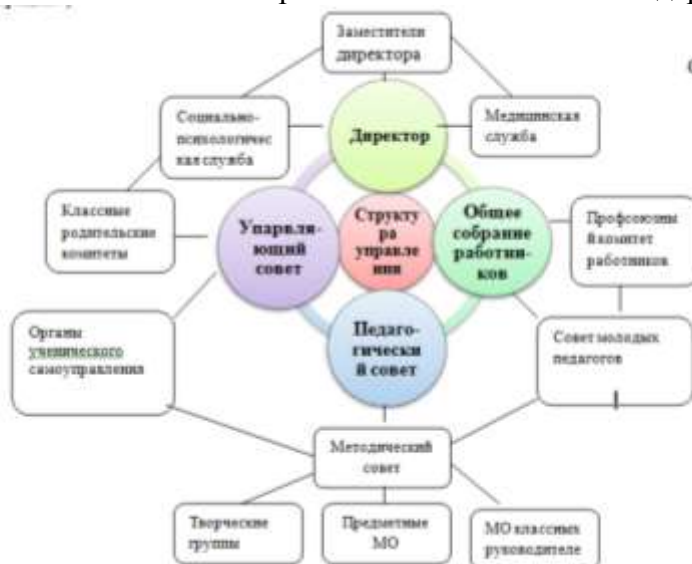 Заместители
директора
Социально-
психологичес
кая служба
Директор
Медицинская
служба
Классные
родительские
комитеты
Упарвля-
ющий
совет
Структу
ра
управле
ния
Общее
собрание
работни-
ков
Профсоюзны
й комитет
работников
Органы
ученического
самоуправления
Педаго-
гически
й совет
Совет молодых
педагогов
Методический
совет
Творческие
группы
Предметные
МО
МО классных
руководителе